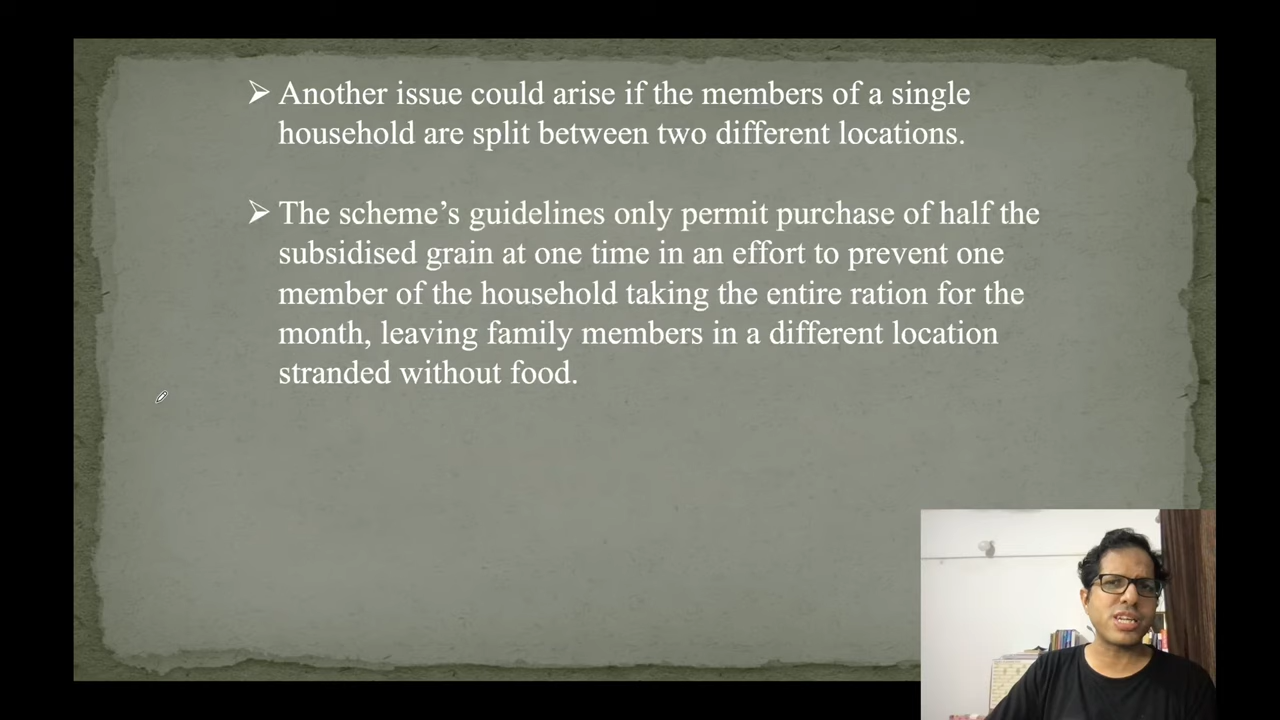 Another issue could arise if the members of a single
household are split between two different locations.
The scheme’s guidelines only permit purchase of half the
subsidised grain at one time in an effort to prevent one
member of the household taking the entire ration for the
month, leaving family members in a different location
stranded without food.